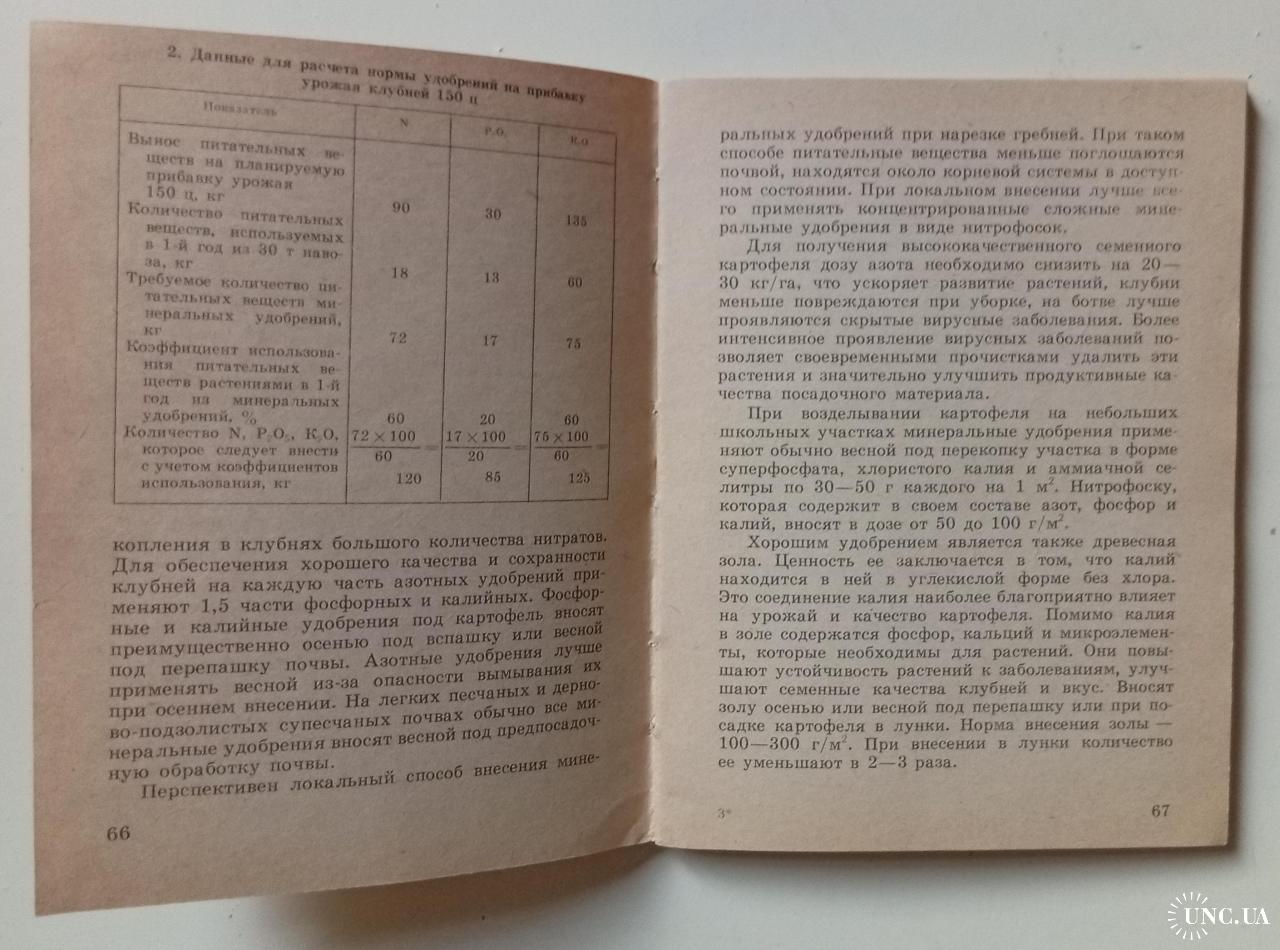 2. Данные для расчета нормы удобрений на прибавку
урожая клубней 150 ц
Показатель N P₂O₅ K₂O
Вынос питательных ве-
ществ на планируемую
прибавку урожая
150 ц, кг 90 30 135
Количество питательных
веществ, используемых
в 1-й год из 30 т наво-
за, кг 18 13 60
Требуемое количество пи-
тательных веществ ми-
неральных удобрений,
кг 72 17 75
Коэффициент использова-
ния питательных ве-
ществ растениями в 1-й
год из минеральных
удобрений, % 60 20 60
Количество N, P₂O₅, K₂O, 72×100 17×100 75×100
которое следует внести 60 = 20 = 60 =
с учетом коэффициентов 120 85 125
использования, кг
копления в клубнях большого количества нитратов.
Для обеспечения хорошего качества и сохранности
клубней на каждую часть азотных удобрений при-
меняют 1,5 части фосфорных и калийных. Фосфор-
ные и калийные удобрения под картофель вносят
преимущественно осенью под вспашку или весной
под перепашку почвы. Азотные удобрения лучше
применять весной из-за опасности вымывания их
при осеннем внесении. На легких песчаных и дерно-
во-подзолистых супесчаных почвах обычно все ми-
неральные удобрения вносят весной под предпосадоч-
ную обработку почвы.
Перспективен локальный способ внесения мине-
66
ральных удобрений при нарезке гребней. При таком
способе питательные вещества меньше поглощаются
почвой, находятся около корневой системы в доступ-
ном состоянии. При локальном внесении лучше все-
го применять концентрированные сложные мине-
ральные удобрения в виде нитрофосок.
Для получения высококачественного семенного
картофеля дозу азота необходимо снизить на 20—
30 кг/га, что ускоряет развитие растений, клубни
меньше повреждаются при уборке, на ботве лучше
проявляются скрытые вирусные заболевания. Более
интенсивное проявление вирусных заболеваний по-
зволяет своевременными прочистками удалить эти
растения и значительно улучшить продуктивные ка-
чества посадочного материала.
При возделывании картофеля на небольших
школьных участках минеральные удобрения приме-
няют обычно весной под перекопку участка в форме
суперфосфата, хлористого калия и аммиачной се-
литры по 30—50 г каждого на 1 м². Нитрофоску,
которая содержит в своем составе азот, фосфор и
калий, вносят в дозе от 50 до 100 г/м².
Хорошим удобрением является также древесная
зола. Ценность ее заключается в том, что калий
находится в ней в углекислой форме без хлора.
Это соединение калия наиболее благоприятно влияет
на урожай и качество картофеля. Помимо калия
в золе содержатся фосфор, кальций и микроэлемен-
ты, которые необходимы для растений. Они повы-
шают устойчивость растений к заболеваниям, улуч-
шают семенные качества клубней и вкус. Вносят
золу осенью или весной под перепашку или при по-
садке картофеля в лунки. Норма внесения золы —
100—300 г/м². При внесении в лунки количество
ее уменьшают в 2—3 раза.
3*
67
UNC.UA